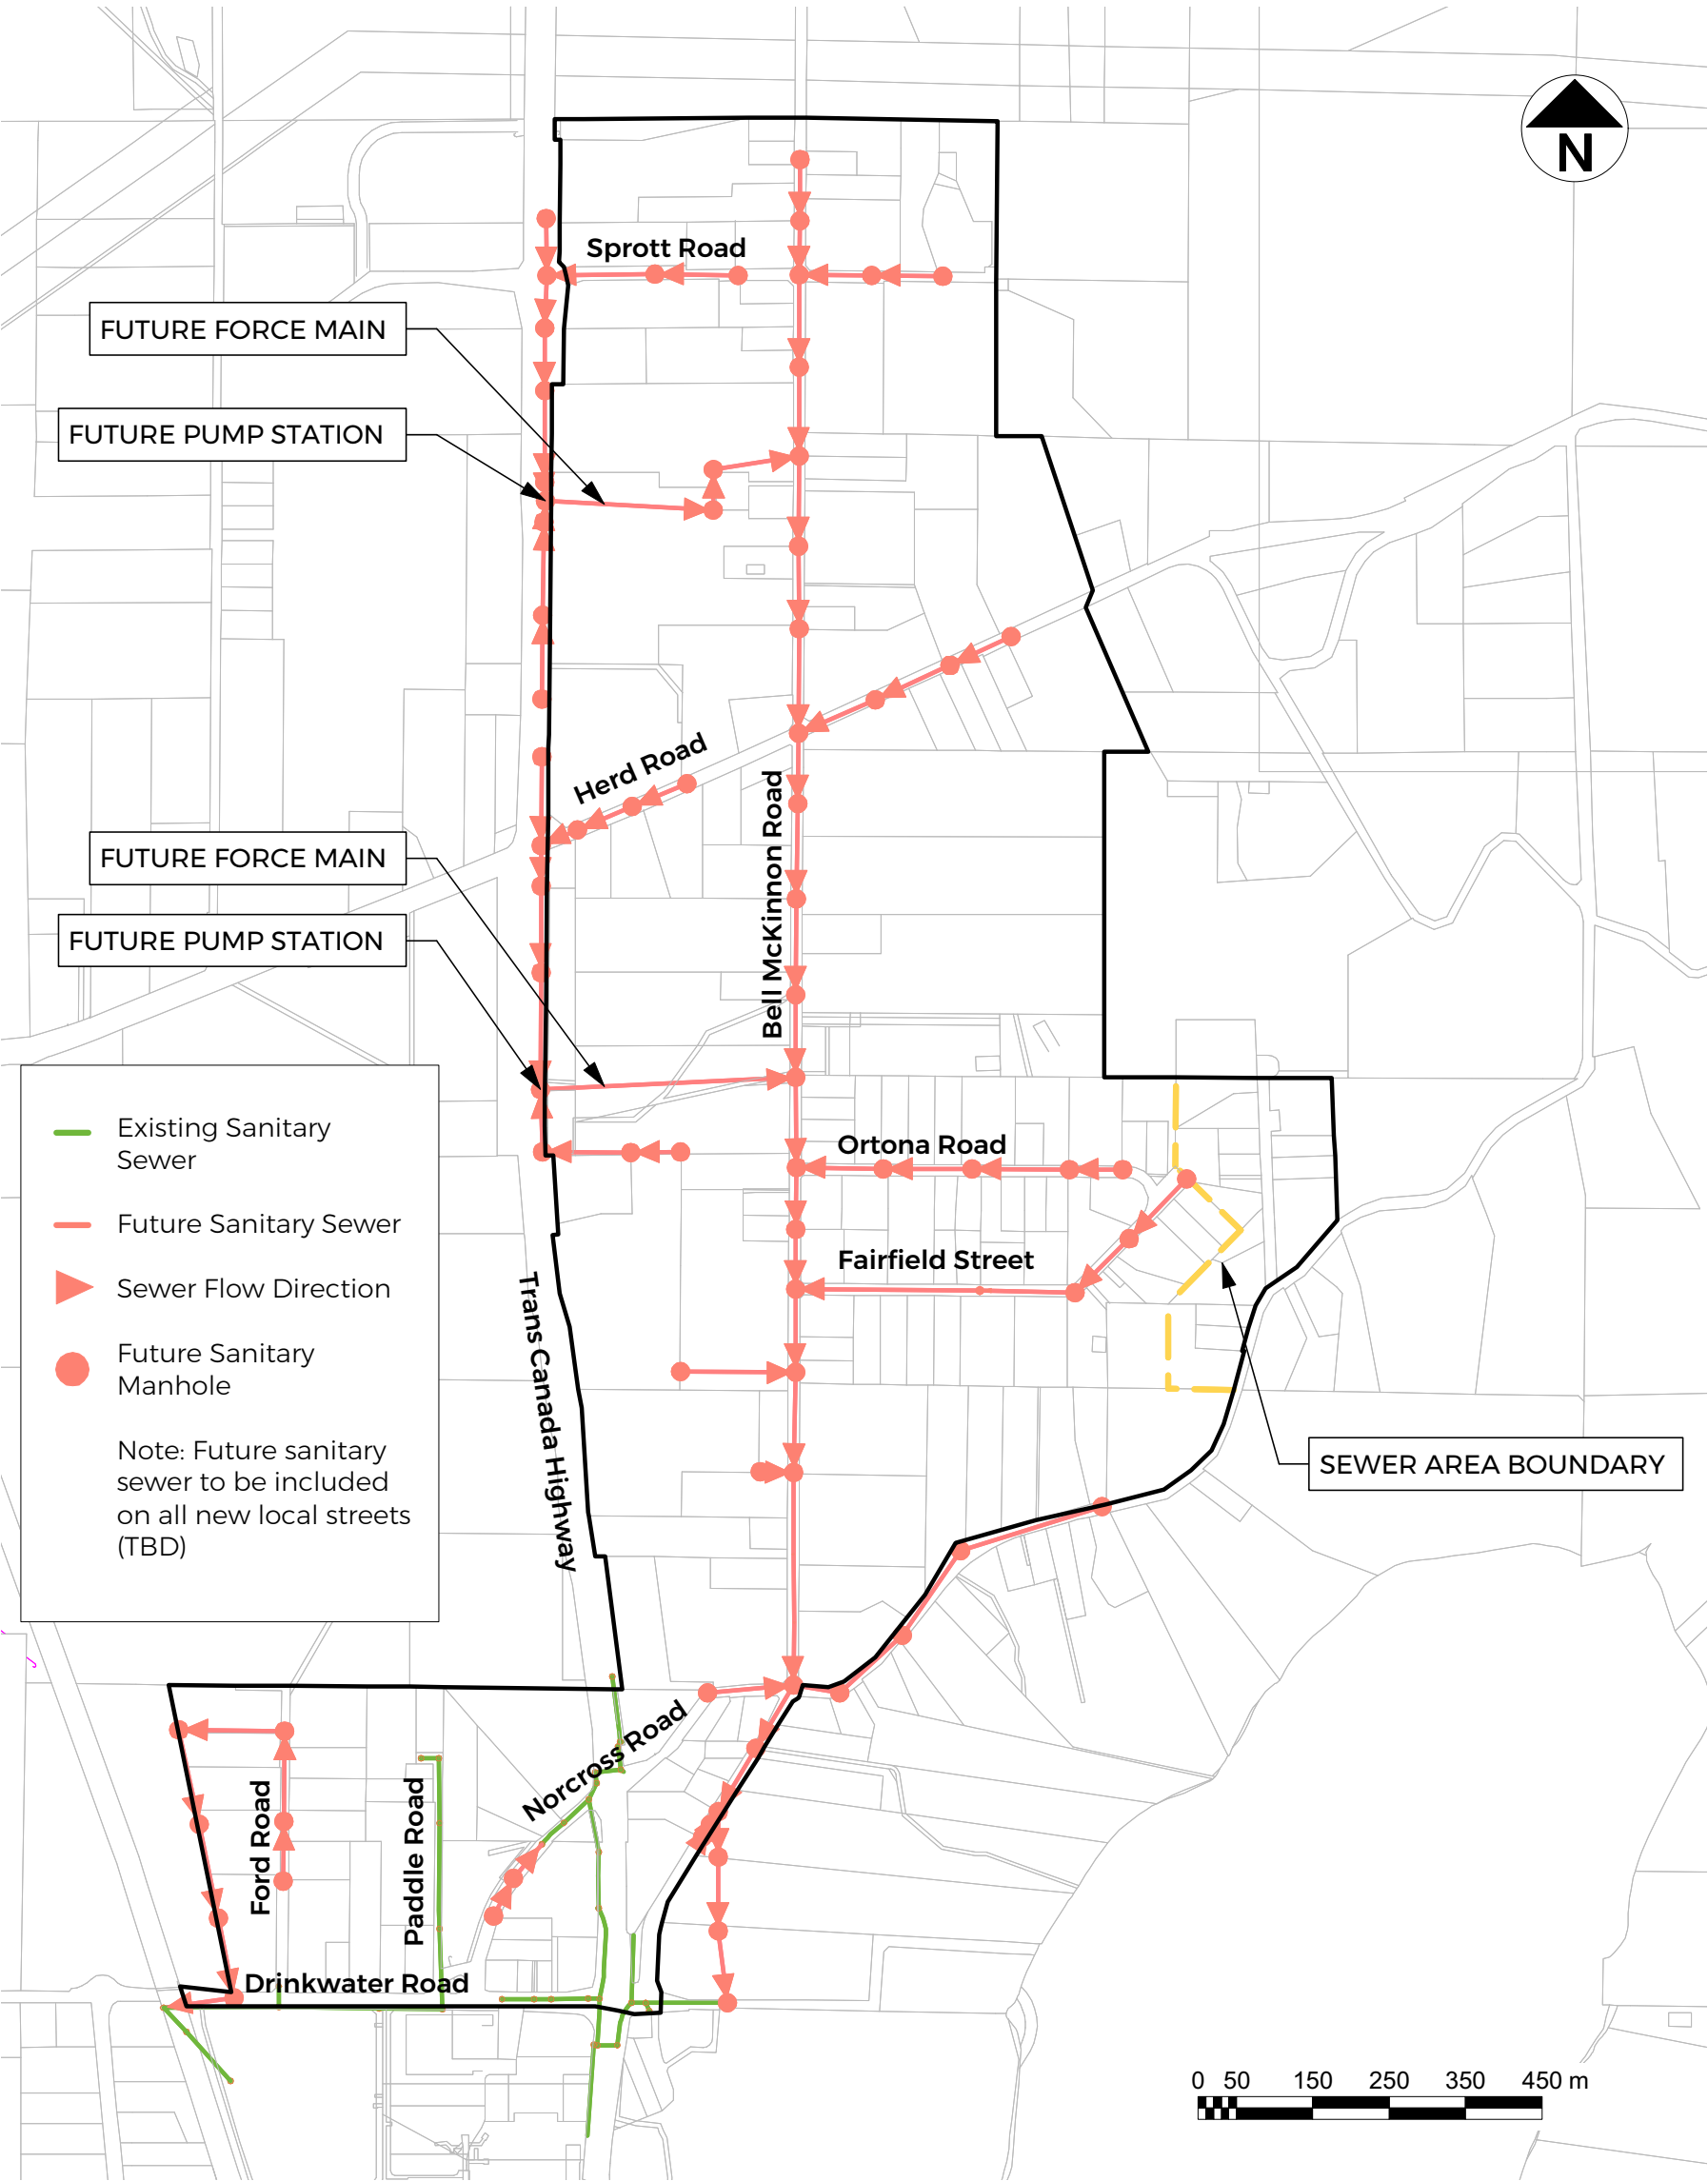 N
Sprott Road
FUTURE FORCE MAIN
FUTURE PUMP STATION
Herd Road
Bell McKinnon Road
FUTURE FORCE MAIN
FUTURE PUMP STATION
Existing Sanitary
Sewer
Future Sanitary Sewer
Sewer Flow Direction
Future Sanitary
Manhole
Note: Future sanitary
sewer to be included
on all new local streets
(TBD)
Ortona Road
Fairfield Street
Trans Canada Highway
SEWER AREA BOUNDARY
Norcross Road
Ford Road
Paddle Road
Drinkwater Road
0 50 150 250 350 450 m